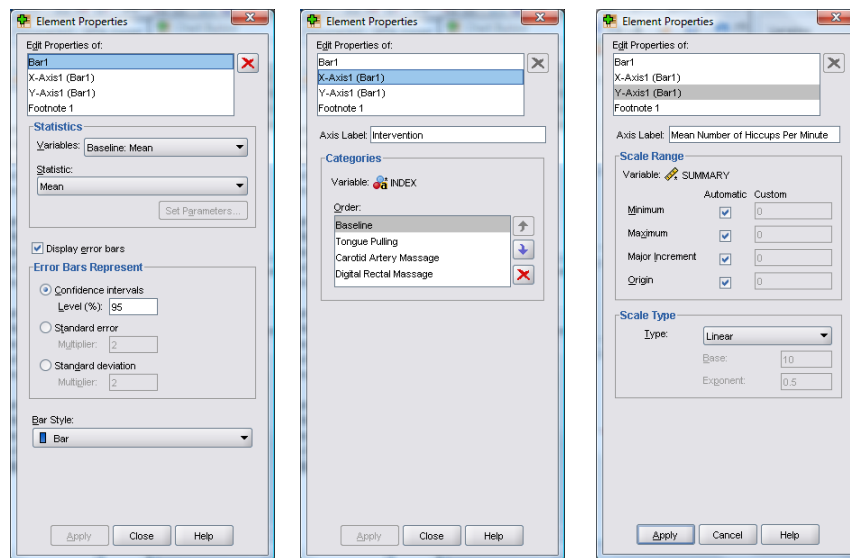 Element Properties
Edit Properties of:
Bar1
X-Axis1 (Bar1)
Y-Axis1 (Bar1)
Footnote 1
Statistics
Variables: Baseline: Mean
Statistic:
Mean
Set Parameters...
Display error bars
Error Bars Represent
Confidence intervals
Level (%): 95
Standard error
Multiplier: 2
Standard deviation
Multiplier: 2
Bar Style:
Bar
Apply Close Help
Element Properties
Edit Properties of:
Bar1
X-Axis1 (Bar1)
Y-Axis1 (Bar1)
Footnote 1
Axis Label: Intervention
Categories
Variable: INDEX
Order:
Baseline
Tongue Pulling
Carotid Artery Massage
Digital Rectal Massage
Apply Close Help
Element Properties
Edit Properties of:
Bar1
X-Axis1 (Bar1)
Y-Axis1 (Bar1)
Footnote 1
Axis Label: Mean Number of Hiccups Per Minute
Scale Range
Variable: SUMMARY
Automatic Custom
Minimum 0
Maximum 0
Major Increment 0
Origin 0
Scale Type
Type: Linear
Base: 10
Exponent: 0.5
Apply Cancel Help